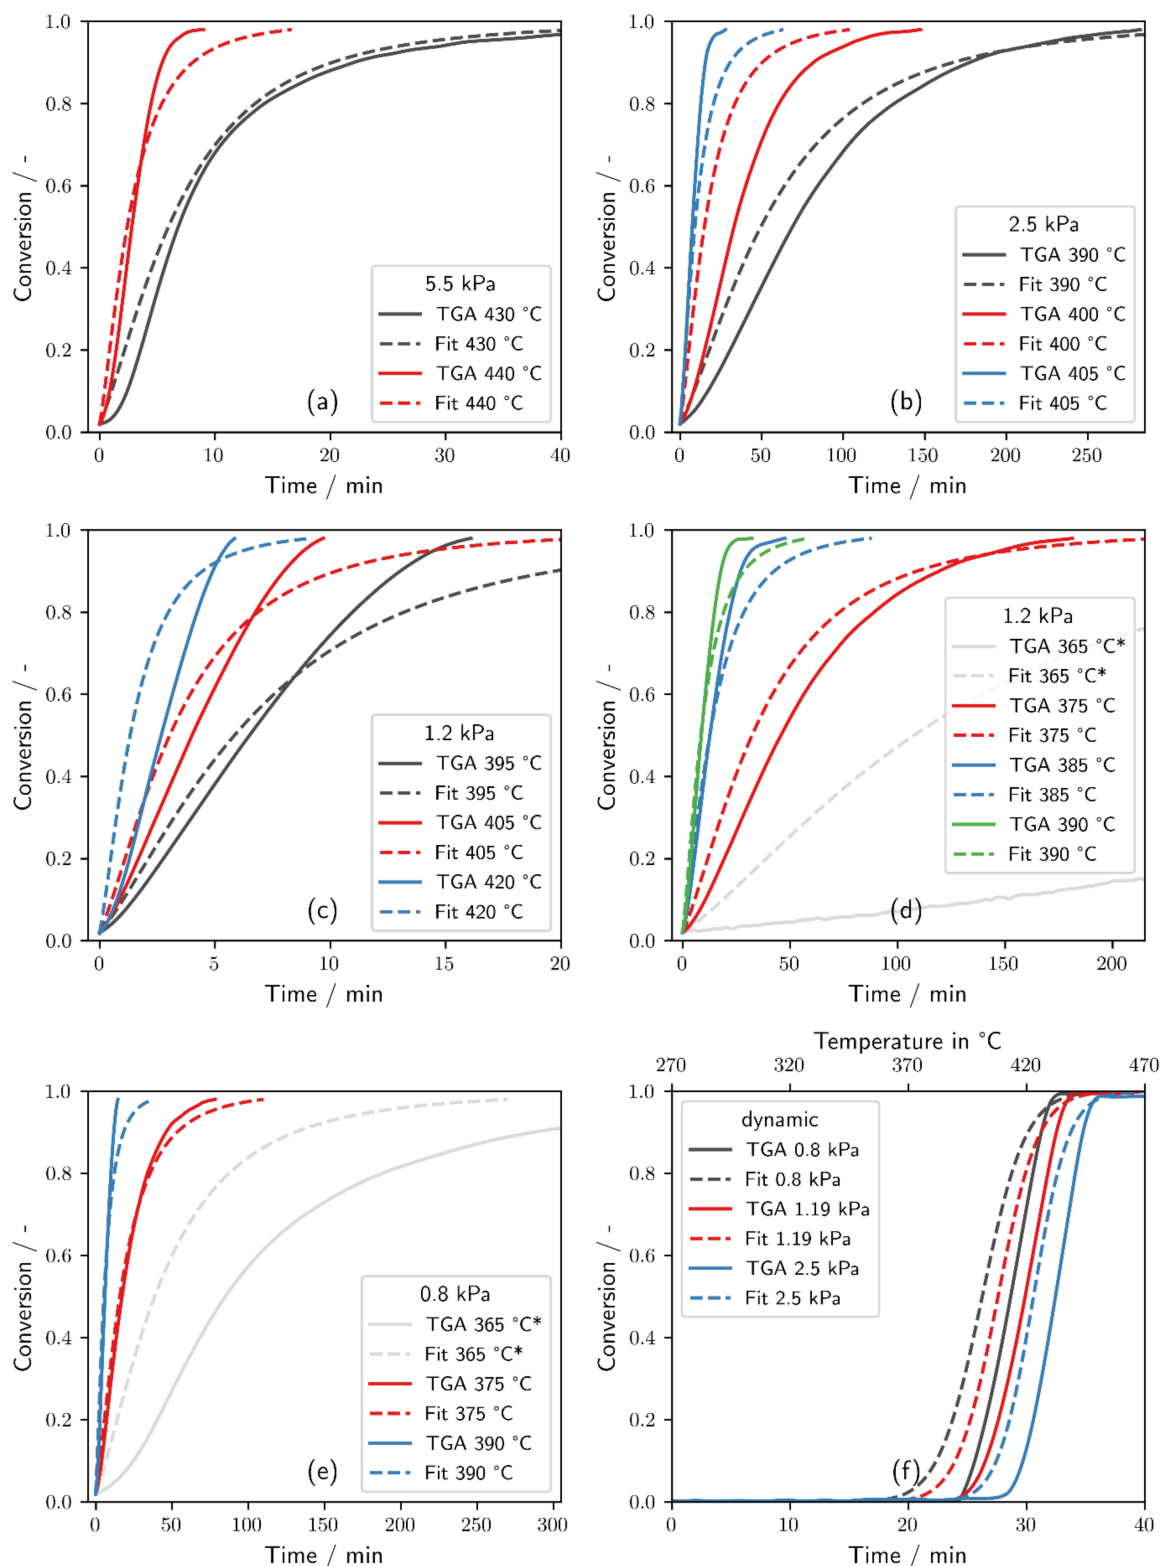 1.0
0.8
0.6
0.4
0.2
0.0
Conversion / -
0 10 20 30 40
Time / min
5.5 kPa
TGA 430 °C
Fit 430 °C
TGA 440 °C
Fit 440 °C
(a)
1.0
0.8
0.6
0.4
0.2
0.0
Conversion / -
0 50 100 150 200 250
Time / min
2.5 kPa
TGA 390 °C
Fit 390 °C
TGA 400 °C
Fit 400 °C
TGA 405 °C
Fit 405 °C
(b)
1.0
0.8
0.6
0.4
0.2
0.0
Conversion / -
0 5 10 15 20
Time / min
1.2 kPa
TGA 395 °C
Fit 395 °C
TGA 405 °C
Fit 405 °C
TGA 420 °C
Fit 420 °C
(c)
1.0
0.8
0.6
0.4
0.2
0.0
Conversion / -
0 50 100 150 200
Time / min
1.2 kPa
TGA 365 °C*
Fit 365 °C*
TGA 375 °C
Fit 375 °C
TGA 385 °C
Fit 385 °C
TGA 390 °C
Fit 390 °C
(d)
1.0
0.8
0.6
0.4
0.2
0.0
Conversion / -
0 50 100 150 200 250 300
Time / min
0.8 kPa
TGA 365 °C*
Fit 365 °C*
TGA 375 °C
Fit 375 °C
TGA 390 °C
Fit 390 °C
(e)
Temperature in °C
270 320 370 420 470
1.0
0.8
0.6
0.4
0.2
0.0
Conversion / -
0 10 20 30 40
Time / min
dynamic
TGA 0.8 kPa
Fit 0.8 kPa
TGA 1.19 kPa
Fit 1.19 kPa
TGA 2.5 kPa
Fit 2.5 kPa
(f)